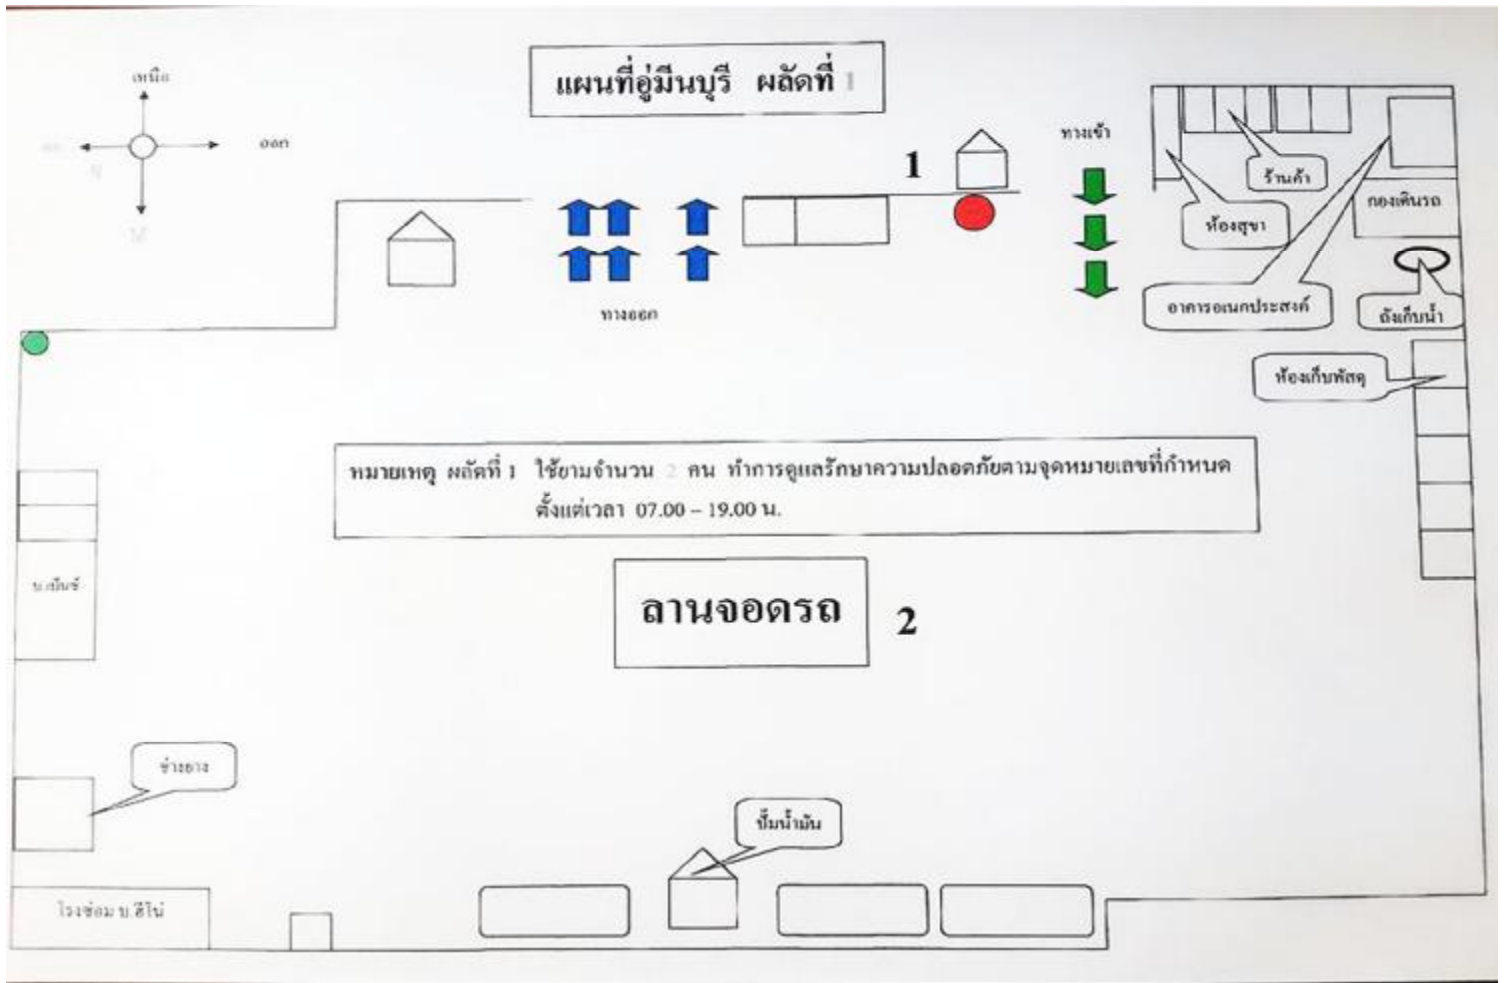 แผนที่อู่มีนบุรี ผลัดที่ 1
เหนือ
ออก
ใต้
1
ทางเข้า
ร้านค้า
กองเดินรถ
ห้องสุขา
อาคารอเนกประสงค์
ถังเก็บน้ำ
ทางออก
ห้องเก็บพัสดุ
หมายเหตุ ผลัดที่ 1 ใช้ยามจำนวน 2 คน ทำการดูแลรักษาความปลอดภัยตามจุดหมายเลขที่กำหนด
ตั้งแต่เวลา 07.00 – 19.00 น.
บ.เบ็นซ์
ลานจอดรถ
2
ช่างยาง
ปั๊มน้ำมัน
โรงซ่อม บ.ฮีโน่